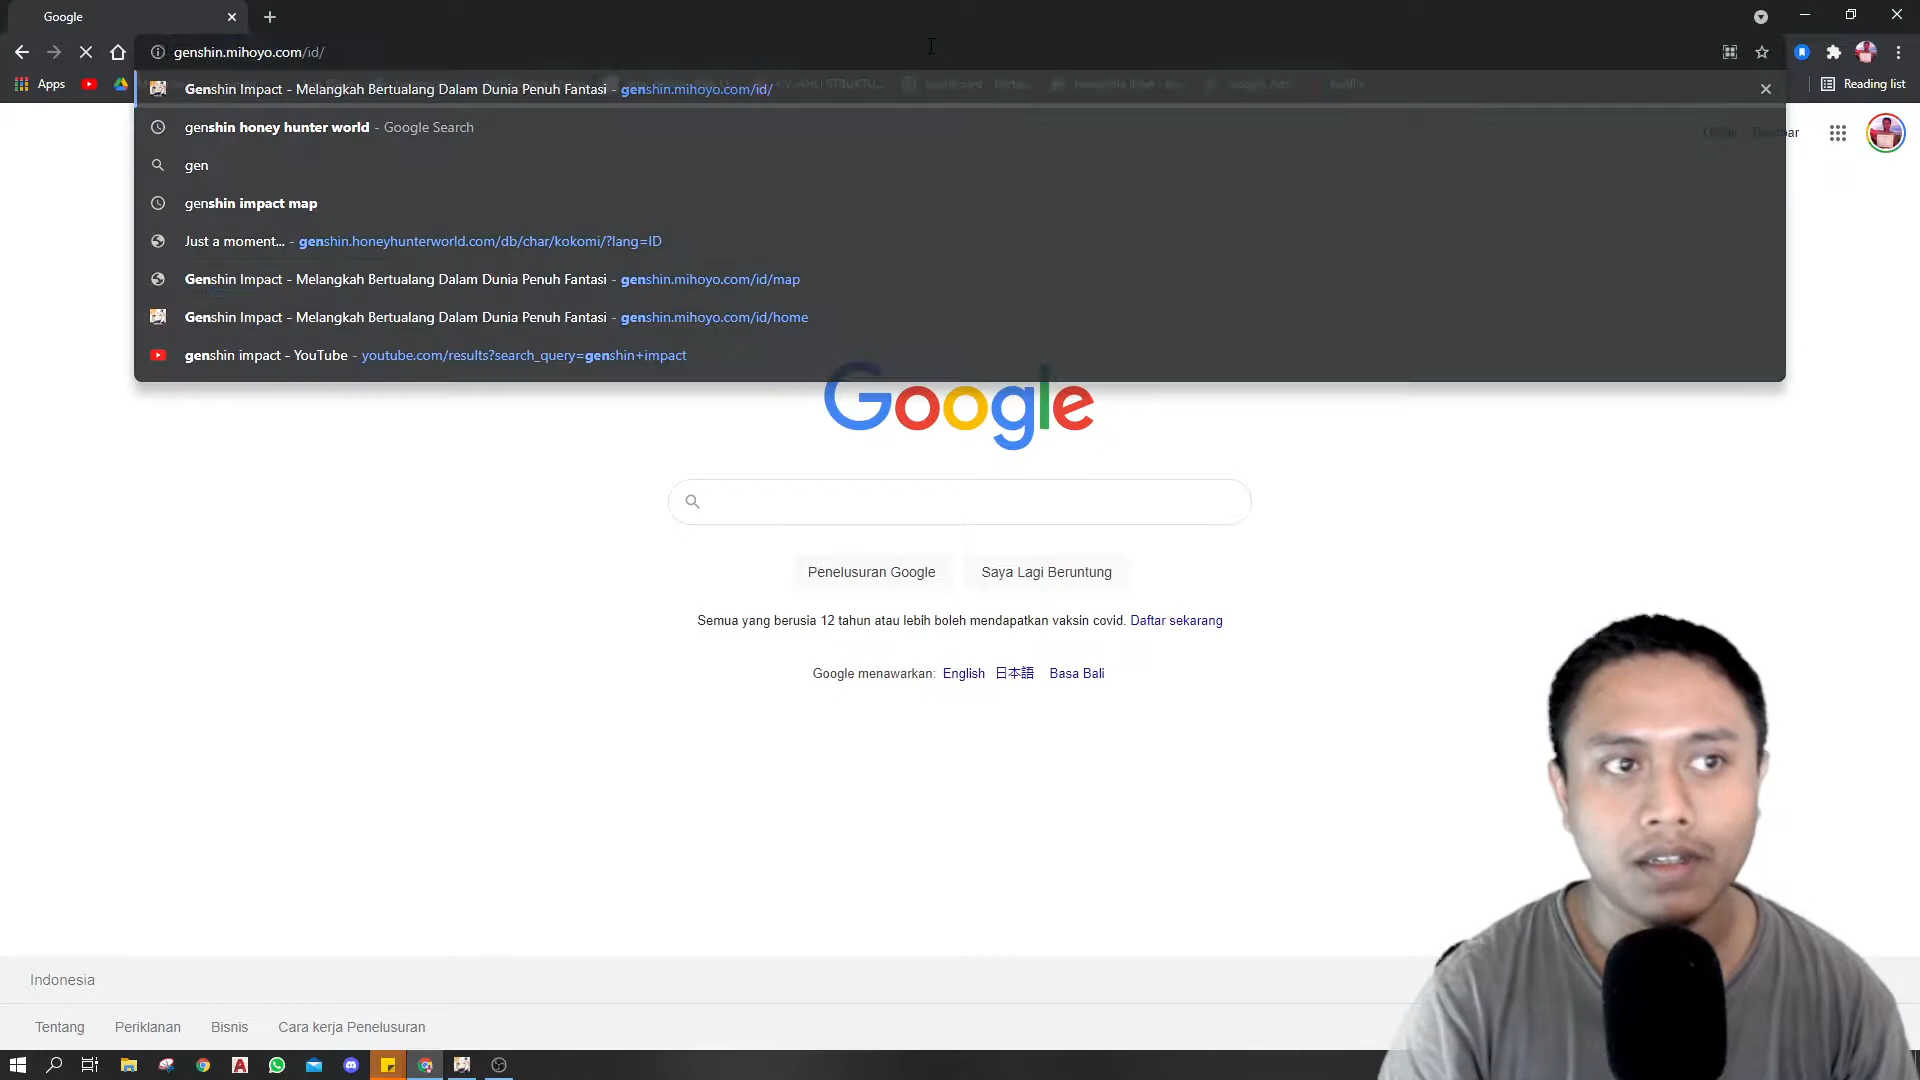 Google
genshin.mihoyo.com/id/
Apps
Reading list
Genshin Impact - Melangkah Bertualang Dalam Dunia Penuh Fantasi - genshin.mihoyo.com/id/
genshin honey hunter world - Google Search
gen
genshin impact map
Just a moment... - genshin.honeyhunterworld.com/db/char/kokomi/?lang=ID
Genshin Impact - Melangkah Bertualang Dalam Dunia Penuh Fantasi - genshin.mihoyo.com/id/map
Genshin Impact - Melangkah Bertualang Dalam Dunia Penuh Fantasi - genshin.mihoyo.com/id/home
genshin impact - YouTube - youtube.com/results?search_query=genshin+impact
Google
Penelusuran Google Saya Lagi Beruntung
Semua yang berusia 12 tahun atau lebih boleh mendapatkan vaksin covid. Daftar sekarang
Google menawarkan: English 日本語 Basa Bali
Indonesia
Tentang Periklanan Bisnis Cara kerja Penelusuran